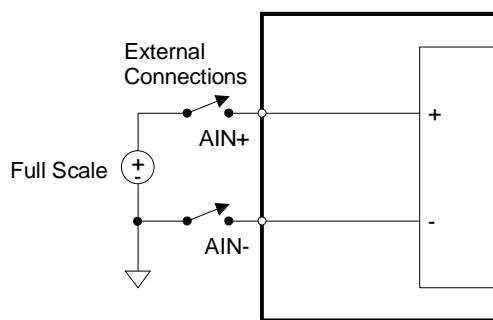 External
Connections
AIN+
+
Full Scale
+
-
AIN-
-